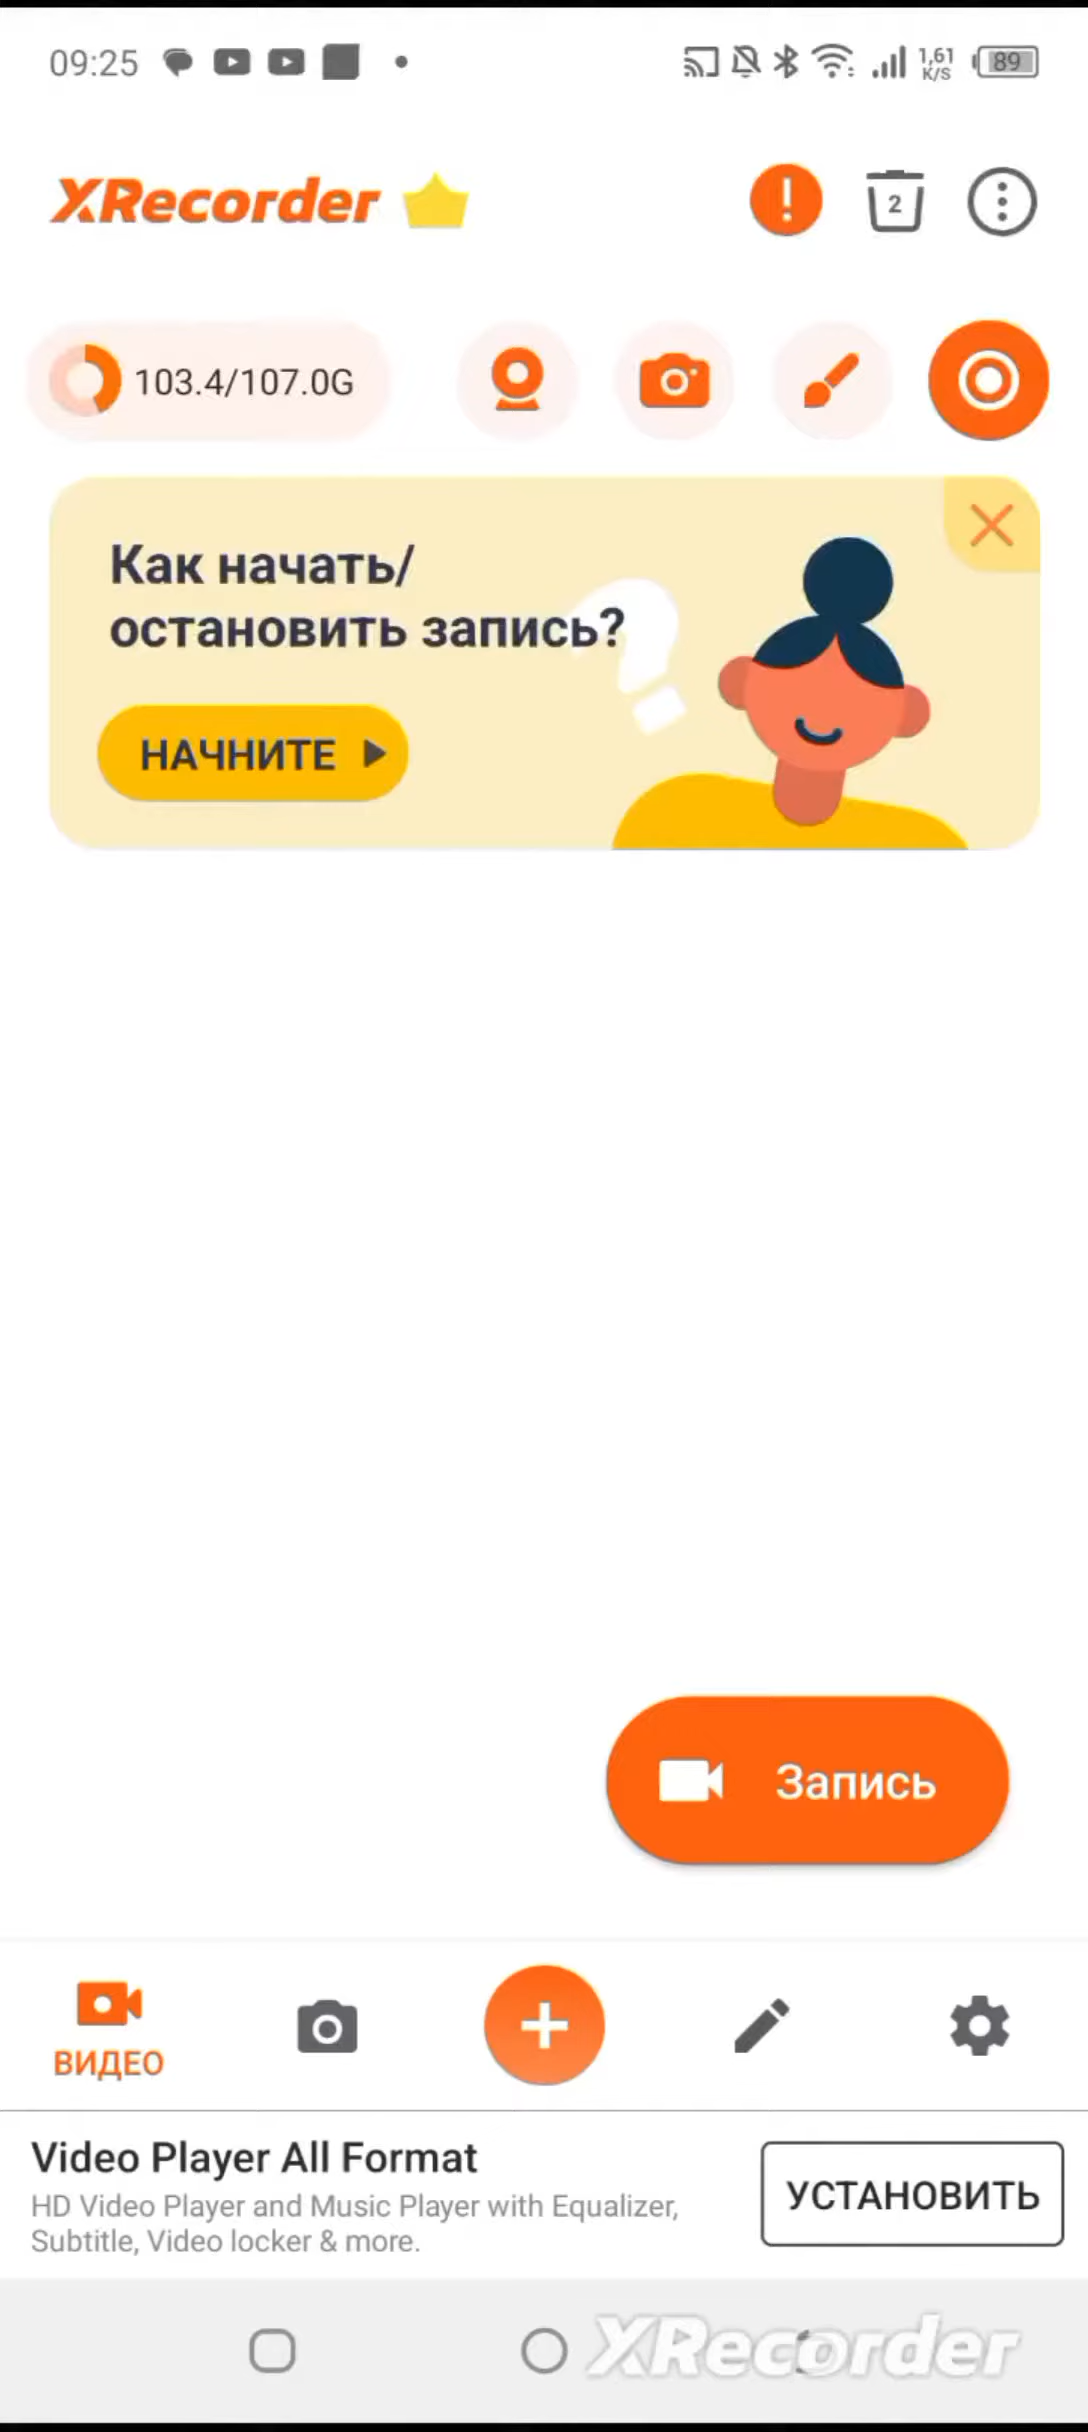 09:25
1,61
K/S
89
XRecorder
2
103.4/107.0G
Как начать/
остановить запись?
НАЧНИТЕ
Запись
ВИДЕО
Video Player All Format
HD Video Player and Music Player with Equalizer,
Subtitle, Video locker & more.
УСТАНОВИТЬ
XRecorder